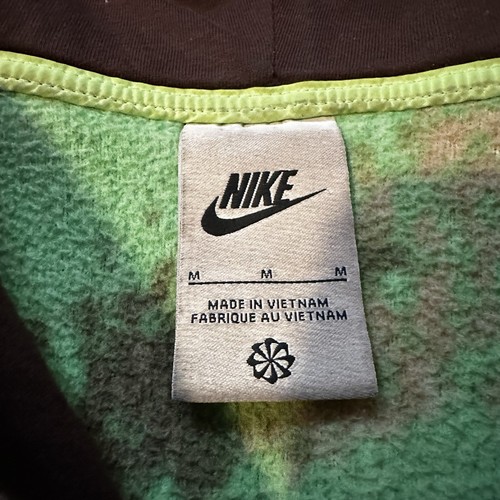 NIKE
M M M
MADE IN VIETNAM
FABRIQUE AU VIETNAM